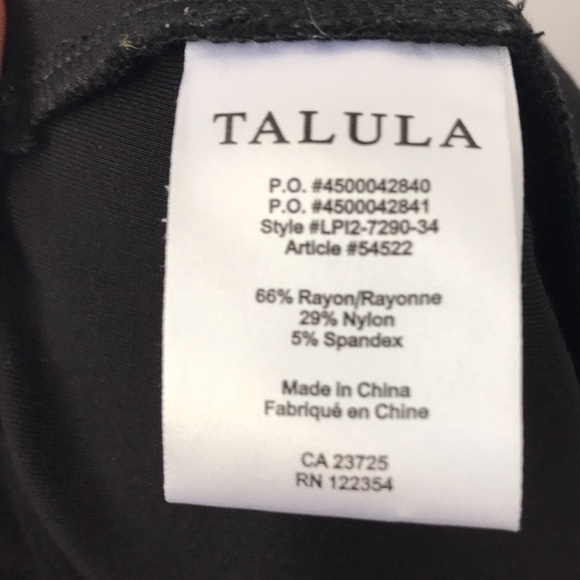 TALULA
P.O. #4500042840
P.O. #4500042841
Style #LPI2-7290-34
Article #54522
66% Rayon/Rayonne
29% Nylon
5% Spandex
Made in China
Fabriqué en Chine
CA 23725
RN 122354